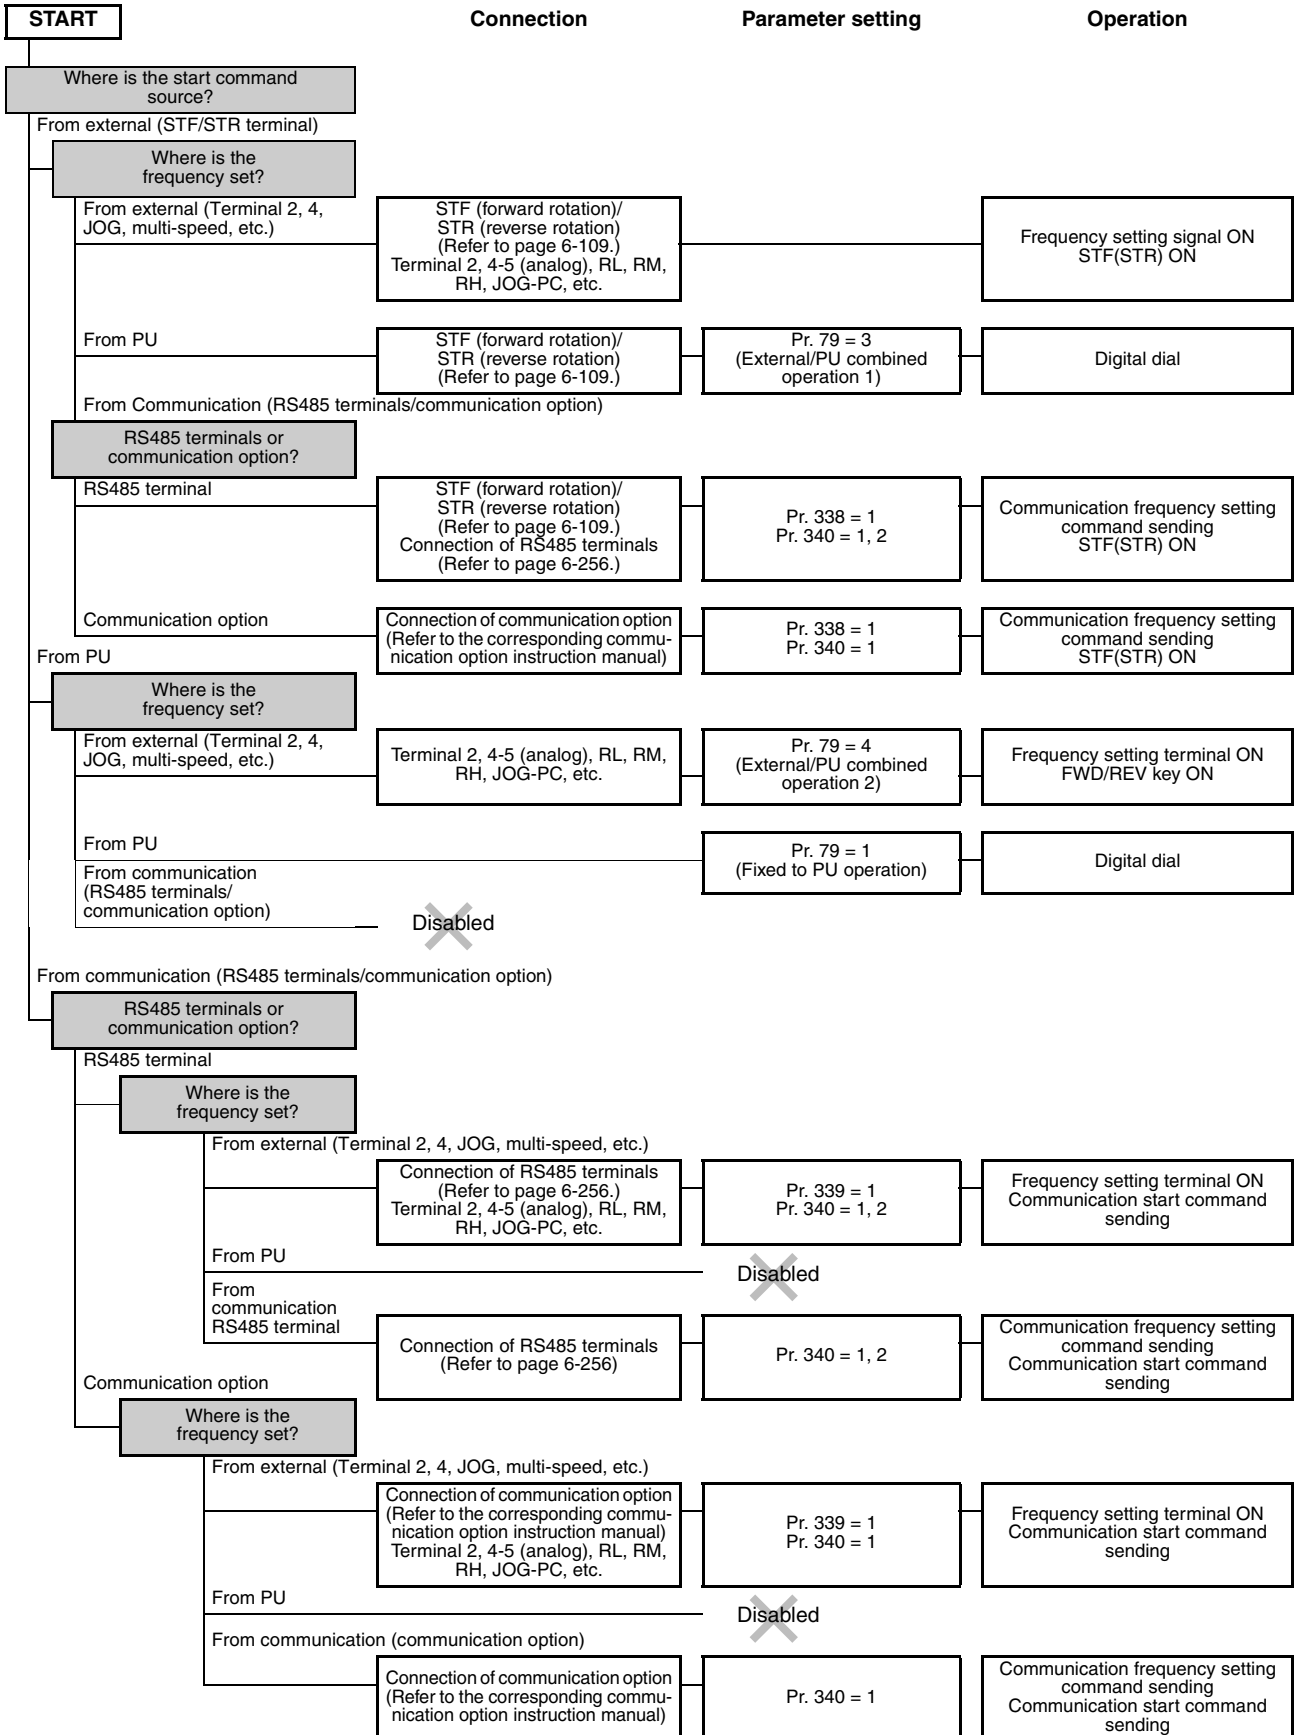 START
Connection
Parameter setting
Operation
Where is the start command
source?
From external (STF/STR terminal)
Where is the
frequency set?
From external (Terminal 2, 4,
JOG, multi-speed, etc.)
STF (forward rotation)/
STR (reverse rotation)
(Refer to page 6-109.)
Terminal 2, 4-5 (analog), RL, RM,
RH, JOG-PC, etc.
Frequency setting signal ON
STF(STR) ON
From PU
STF (forward rotation)/
STR (reverse rotation)
(Refer to page 6-109.)
Pr. 79 = 3
(External/PU combined
operation 1)
Digital dial
From Communication (RS485 terminals/communication option)
RS485 terminals or
communication option?
RS485 terminal
STF (forward rotation)/
STR (reverse rotation)
(Refer to page 6-109.)
Connection of RS485 terminals
(Refer to page 6-256.)
Pr. 338 = 1
Pr. 340 = 1, 2
Communication frequency setting
command sending
STF(STR) ON
Communication option
Connection of communication option
(Refer to the corresponding commu-
nication option instruction manual)
Pr. 338 = 1
Pr. 340 = 1
Communication frequency setting
command sending
STF(STR) ON
From PU
Where is the
frequency set?
From external (Terminal 2, 4,
JOG, multi-speed, etc.)
Terminal 2, 4-5 (analog), RL, RM,
RH, JOG-PC, etc.
Pr. 79 = 4
(External/PU combined
operation 2)
Frequency setting terminal ON
FWD/REV key ON
From PU
Pr. 79 = 1
(Fixed to PU operation)
Digital dial
From communication
(RS485 terminals/
communication option)
Disabled
From communication (RS485 terminals/communication option)
RS485 terminals or
communication option?
RS485 terminal
Where is the
frequency set?
From external (Terminal 2, 4, JOG, multi-speed, etc.)
Connection of RS485 terminals
(Refer to page 6-256.)
Terminal 2, 4-5 (analog), RL, RM,
RH, JOG-PC, etc.
Pr. 339 = 1
Pr. 340 = 1, 2
Frequency setting terminal ON
Communication start command
sending
From PU
Disabled
From
communication
RS485 terminal
Connection of RS485 terminals
(Refer to page 6-256)
Pr. 340 = 1, 2
Communication frequency setting
command sending
Communication start command
sending
Communication option
Where is the
frequency set?
From external (Terminal 2, 4, JOG, multi-speed, etc.)
Connection of communication option
(Refer to the corresponding commu-
nication option instruction manual)
Terminal 2, 4-5 (analog), RL, RM,
RH, JOG-PC, etc.
Pr. 339 = 1
Pr. 340 = 1
Frequency setting terminal ON
Communication start command
sending
From PU
Disabled
From communication (communication option)
Connection of communication option
(Refer to the corresponding commu-
nication option instruction manual)
Pr. 340 = 1
Communication frequency setting
command sending
Communication start command
sending